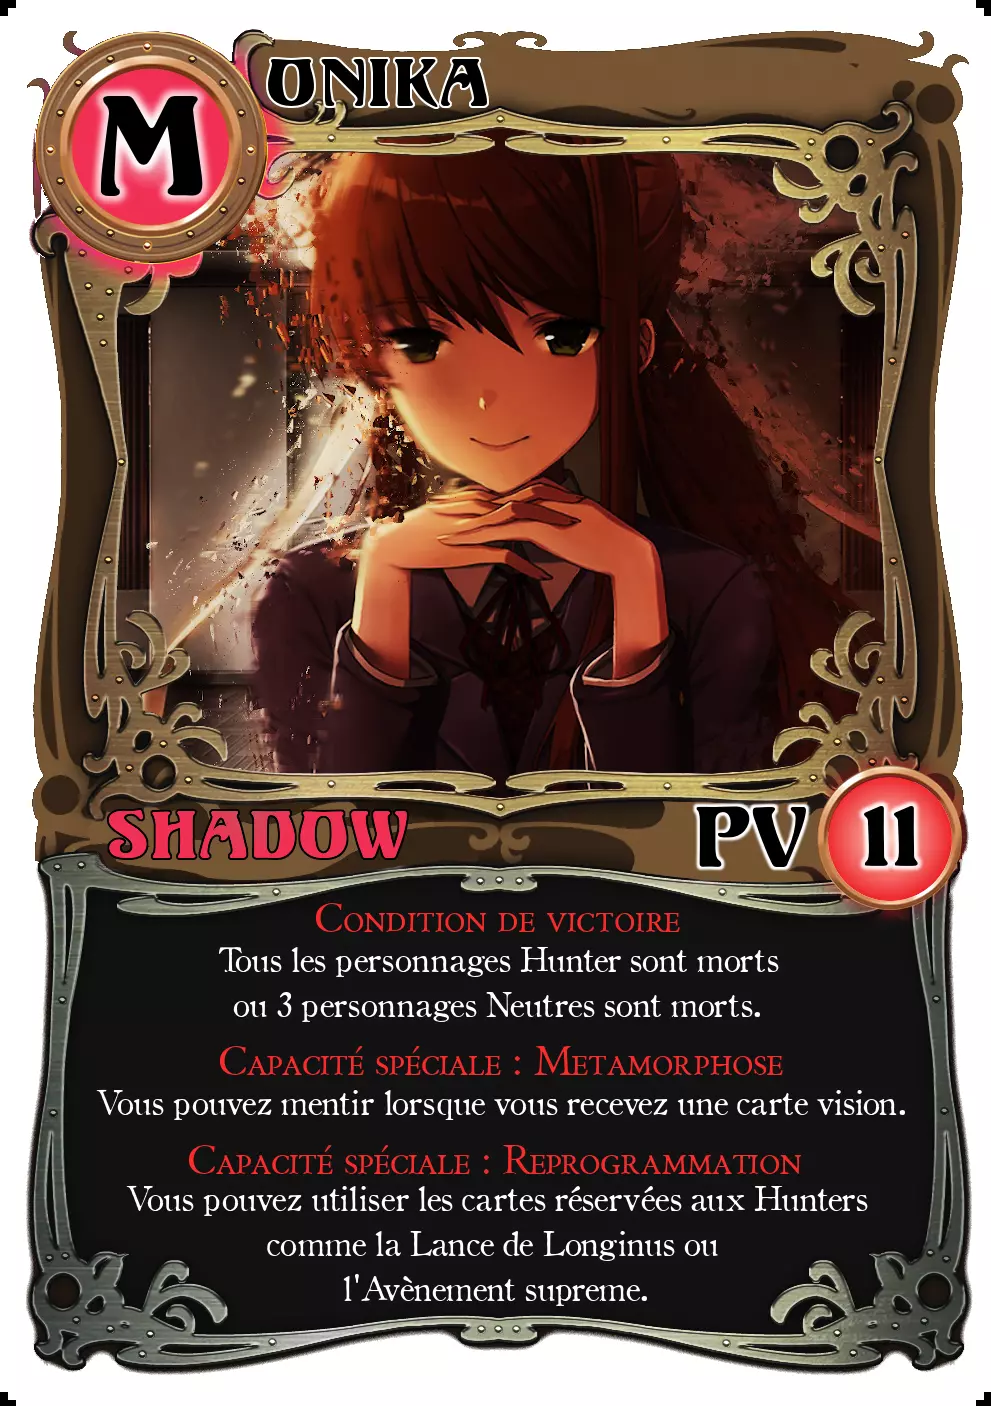 MONIKA
SHADOW
PV 11
Condition de victoire
Tous les personnages Hunter sont morts
ou 3 personnages Neutres sont morts.
Capacité spéciale : Metamorphose
Vous pouvez mentir lorsque vous recevez une carte vision.
Capacité spéciale : Reprogrammation
Vous pouvez utiliser les cartes réservées aux Hunters
comme la Lance de Longinus ou
l'Avènement supreme.